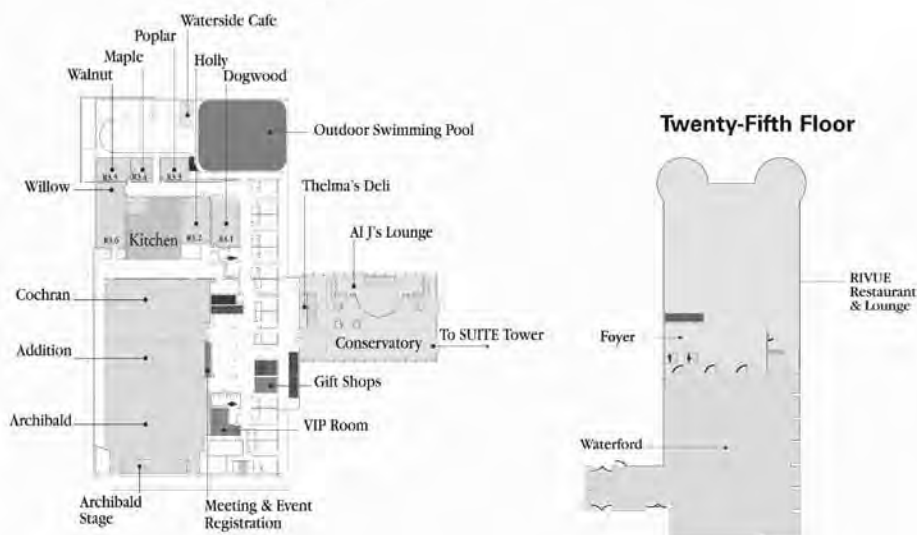 Waterside Cafe
Poplar
Maple
Holly
Walnut
Dogwood
Outdoor Swimming Pool
Twenty-Fifth Floor
Willow
Thelma's Deli
Kitchen
Al J's Lounge
RIVUE
Restaurant
& Lounge
Cochran
To SUITE Tower
Conservatory
Foyer
Addition
Gift Shops
Archibald
VIP Room
Waterford
Archibald
Stage
Meeting & Event
Registration